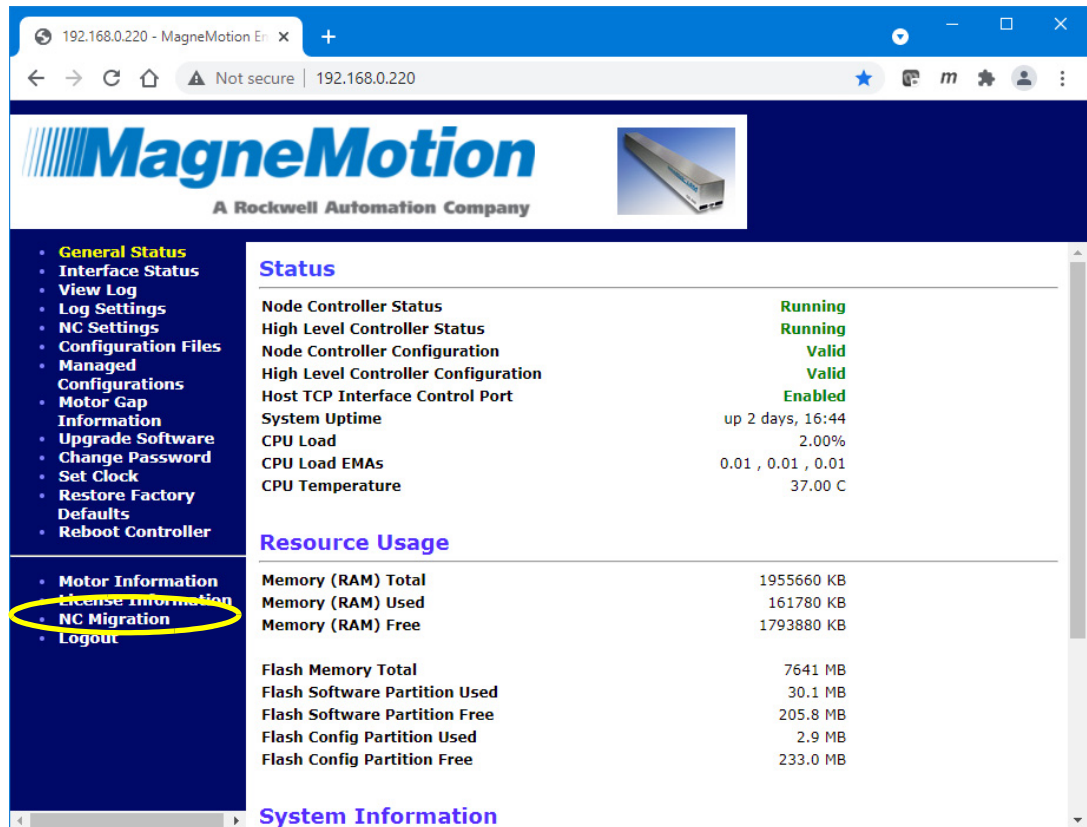 192.168.0.220 - MagneMotion En
Not secure | 192.168.0.220
m
MagneMotion
A Rockwell Automation Company
General Status
Interface Status
View Log
Log Settings
NC Settings
Configuration Files
Managed
Configurations
Motor Gap
Information
Upgrade Software
Change Password
Set Clock
Restore Factory
Defaults
Reboot Controller
Motor Information
License Information
NC Migration
Logout
Status
Node Controller Status Running
High Level Controller Status Running
Node Controller Configuration Valid
High Level Controller Configuration Valid
Host TCP Interface Control Port Enabled
System Uptime up 2 days, 16:44
CPU Load 2.00%
CPU Load EMAs 0.01 , 0.01 , 0.01
CPU Temperature 37.00 C
Resource Usage
Memory (RAM) Total 1955660 KB
Memory (RAM) Used 161780 KB
Memory (RAM) Free 1793880 KB
Flash Memory Total 7641 MB
Flash Software Partition Used 30.1 MB
Flash Software Partition Free 205.8 MB
Flash Config Partition Used 2.9 MB
Flash Config Partition Free 233.0 MB
System Information